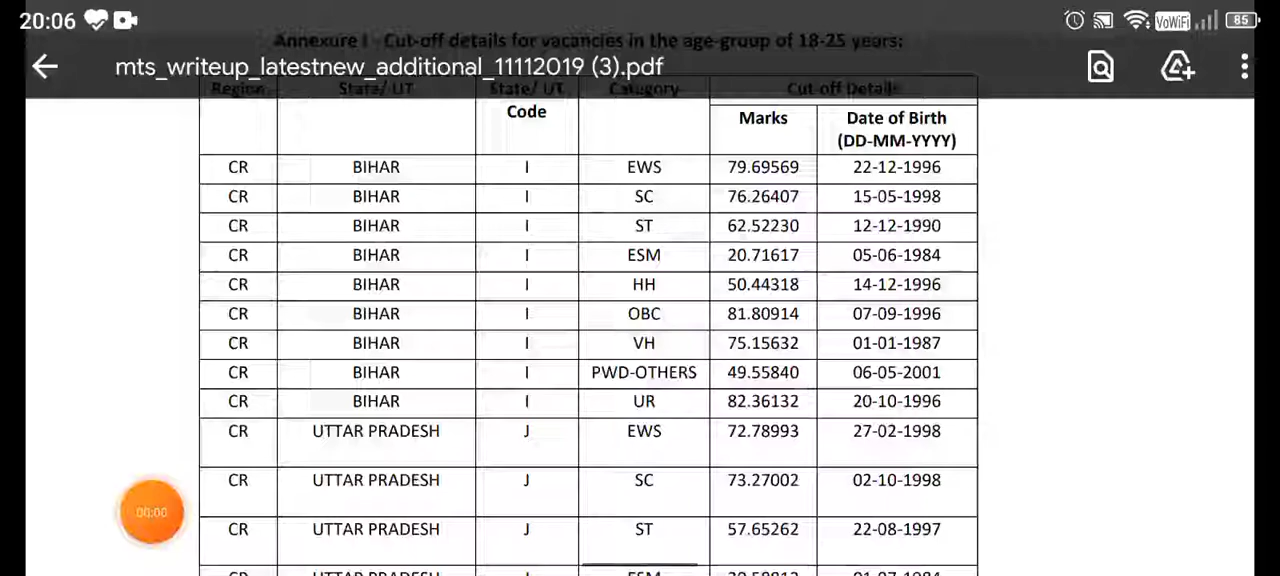 20:06 VoWiFi 85
Annexure I - Cut-off details for vacancies in the age-group of 18-25 years:
mts_writeup_latestnew_additional_11112019 (3).pdf
Region State/ UT State/ UT Category Cut-off Details
Code Marks Date of Birth
(DD-MM-YYYY)
CR BIHAR I EWS 79.69569 22-12-1996
CR BIHAR I SC 76.26407 15-05-1998
CR BIHAR I ST 62.52230 12-12-1990
CR BIHAR I ESM 20.71617 05-06-1984
CR BIHAR I HH 50.44318 14-12-1996
CR BIHAR I OBC 81.80914 07-09-1996
CR BIHAR I VH 75.15632 01-01-1987
CR BIHAR I PWD-OTHERS 49.55840 06-05-2001
CR BIHAR I UR 82.36132 20-10-1996
CR UTTAR PRADESH J EWS 72.78993 27-02-1998
CR UTTAR PRADESH J SC 73.27002 02-10-1998
00:00
CR UTTAR PRADESH J ST 57.65262 22-08-1997
UTTAR PRADESH ESM